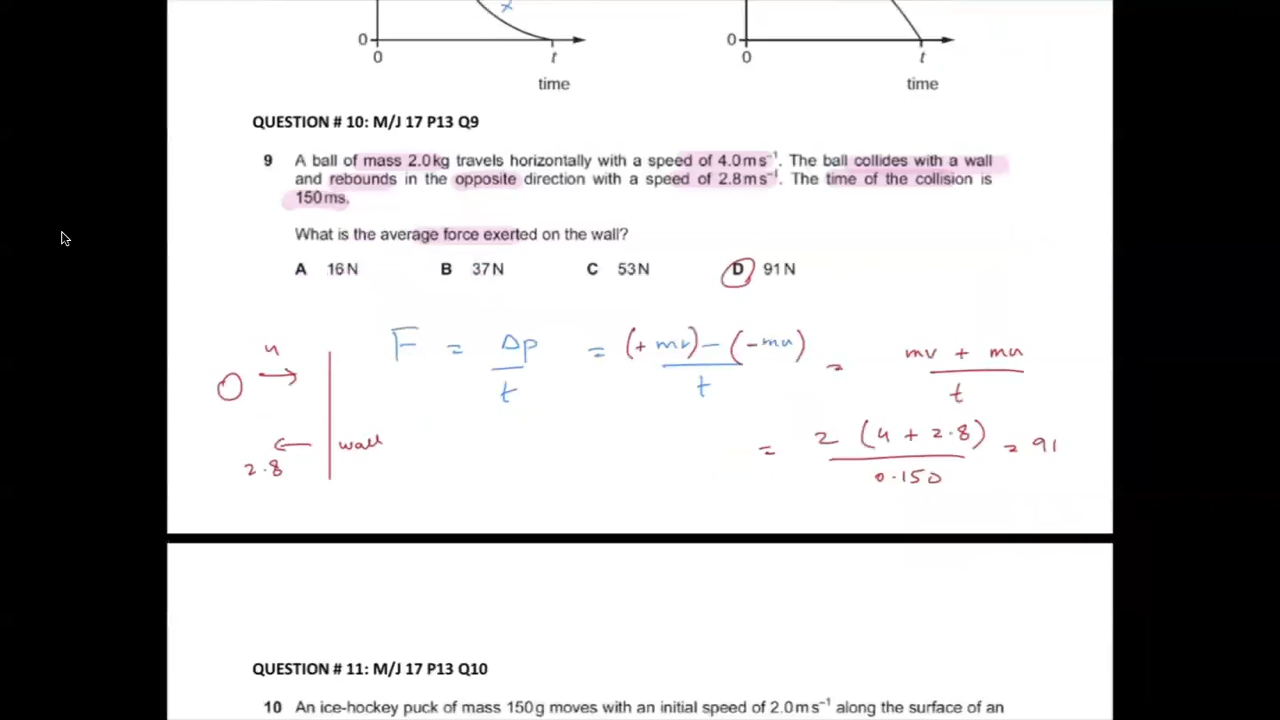 x
0
0
0
t
0
t
time
time
QUESTION # 10: M/J 17 P13 Q9
9 A ball of mass 2.0 kg travels horizontally with a speed of 4.0 m s⁻¹. The ball collides with a wall
and rebounds in the opposite direction with a speed of 2.8 m s⁻¹. The time of the collision is
150 ms.
What is the average force exerted on the wall?
A 16 N B 37 N C 53 N D 91 N
F = Δp / t = (+ mv) – (– mu) / t = mv + mu / t
4
2.8
wall
= 2 (4 + 2.8) / 0.150 = 91
QUESTION # 11: M/J 17 P13 Q10
10 An ice-hockey puck of mass 150 g moves with an initial speed of 2.0 m s⁻¹ along the surface of an